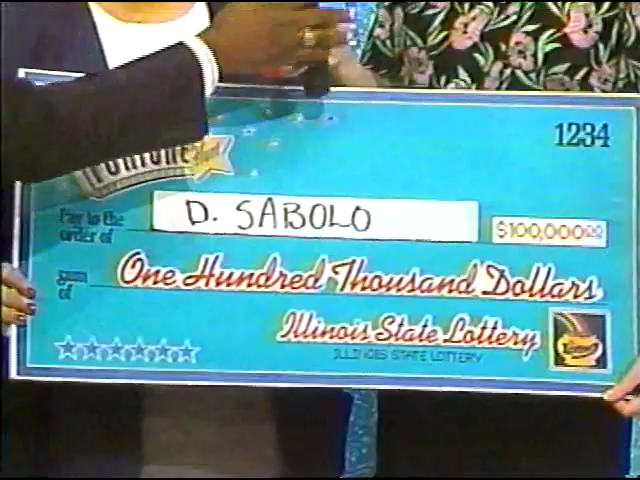 1234
FORTUNE
Pay to the
order of
D. SABOLO
$100,000.00
sum
of
One Hundred Thousand Dollars
Illinois State Lottery
ILLINOIS STATE LOTTERY